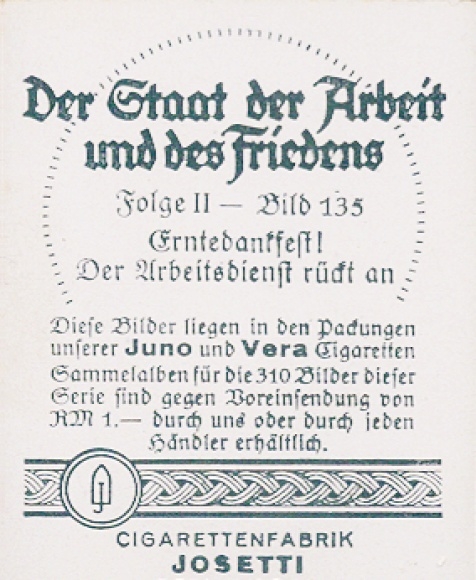 Der Staat der Arbeit
und des Friedens
Folge II — Bild 135
Erntedankfest!
Der Arbeitsdienst rückt an
Diese Bilder liegen in den Packungen
unserer Juno und Vera Cigaretten
Sammelalben für die 310 Bilder dieser
Serie sind gegen Voreinsendung von
RM 1.— durch uns oder durch jeden
Händler erhältlich.
J
CIGARETTENFABRIK
JOSETTI